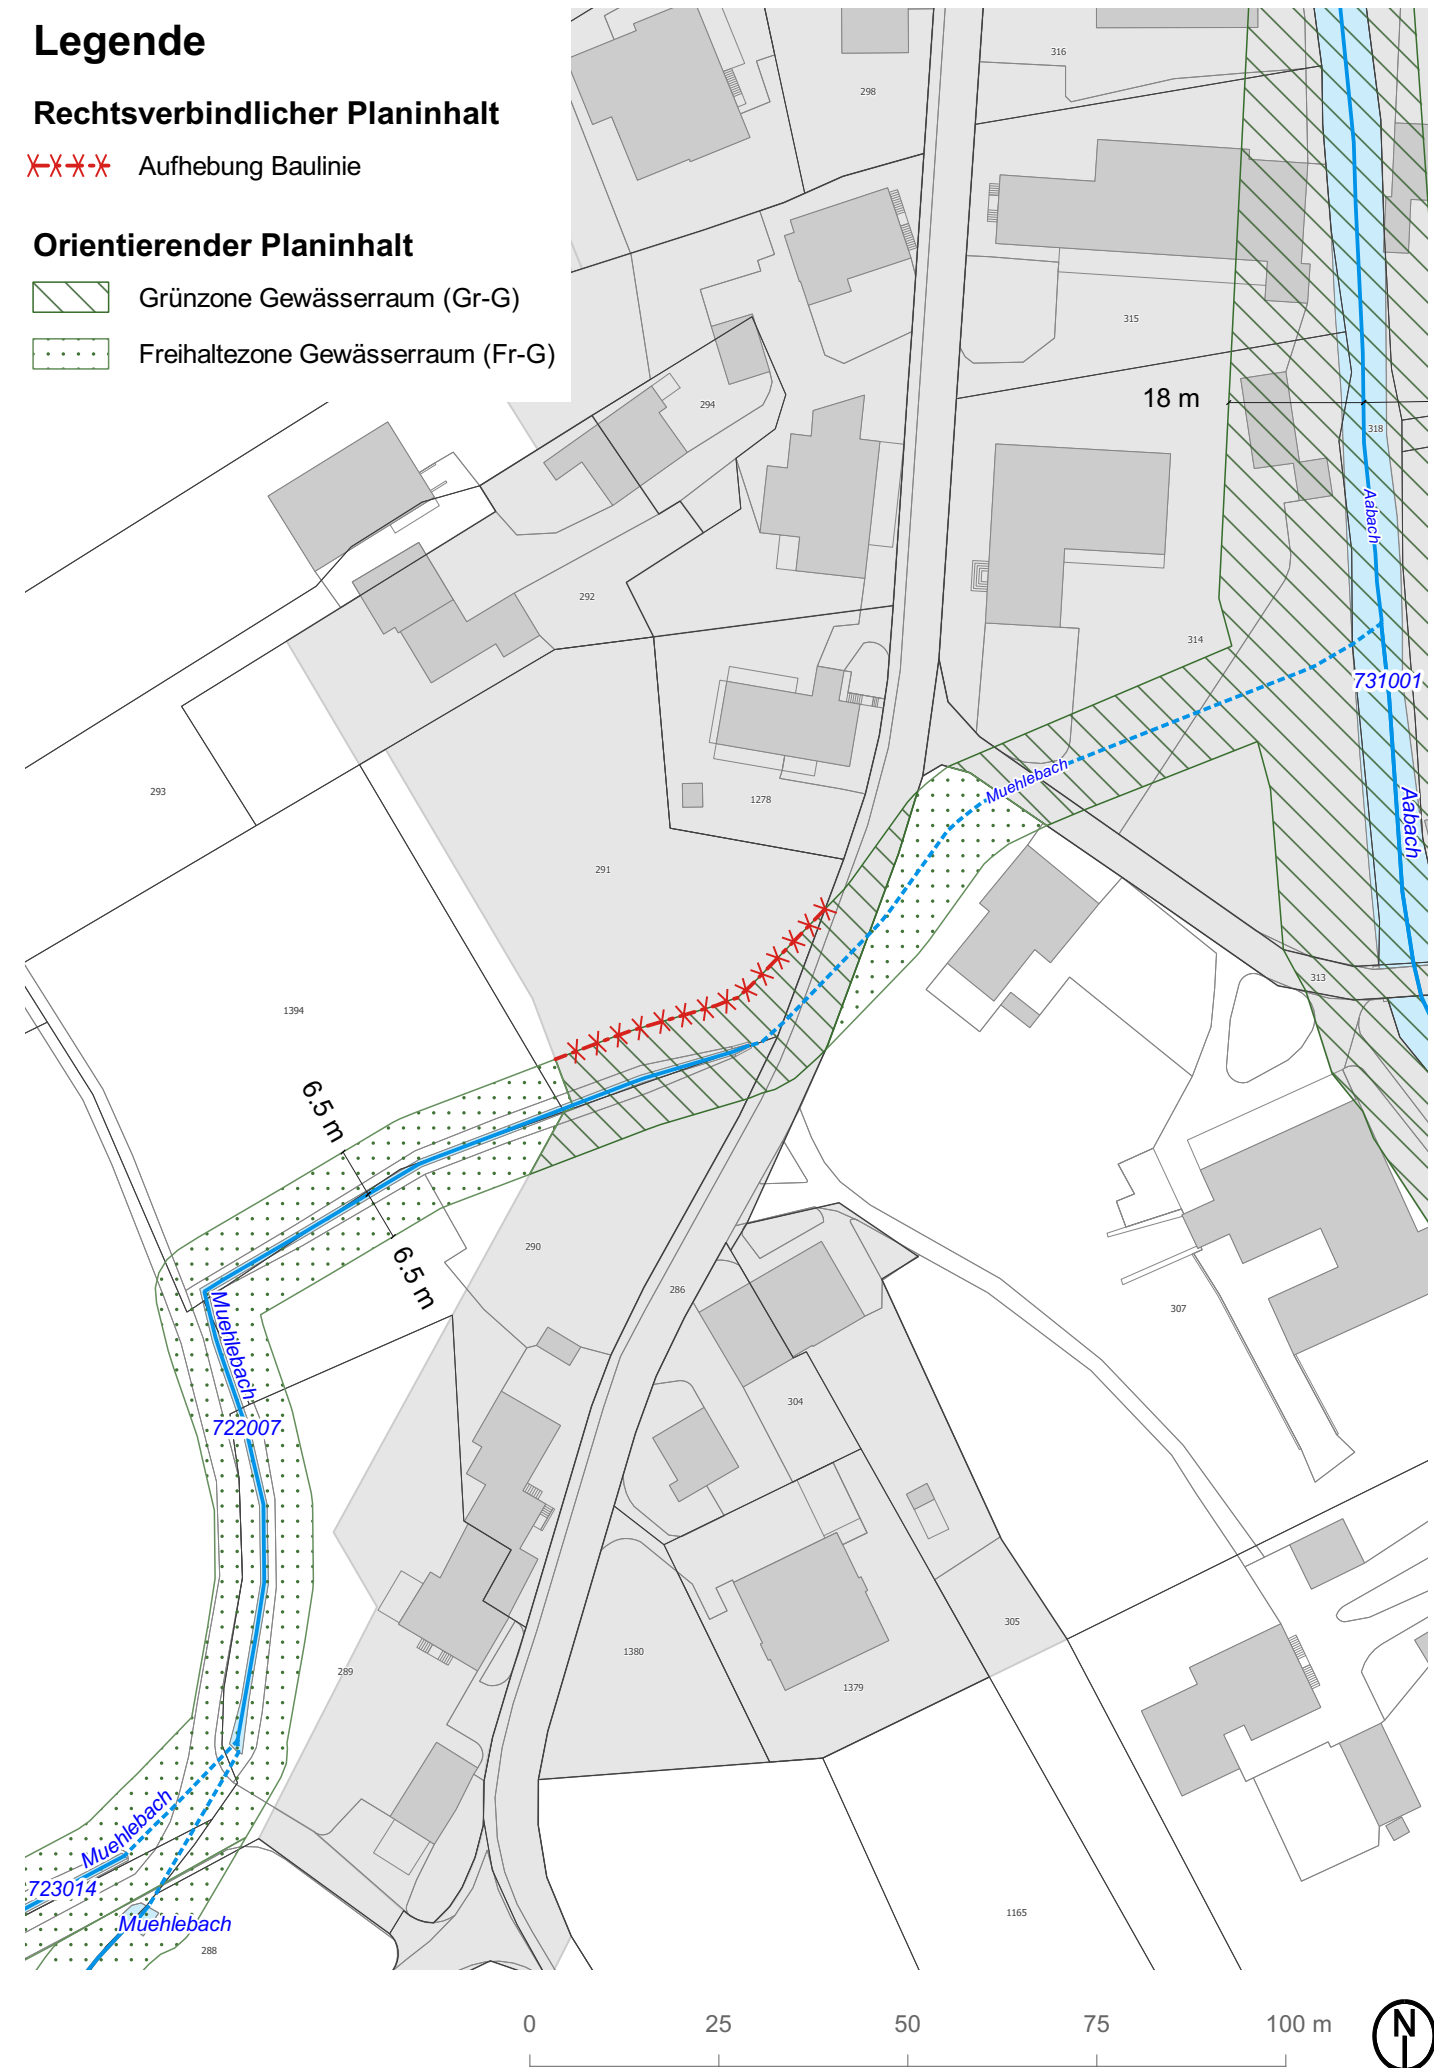 Legende
Rechtsverbindlicher Planinhalt
Aufhebung Baulinie
Orientierender Planinhalt
Grünzone Gewässerraum (Gr-G)
Freihaltezone Gewässerraum (Fr-G)
316
298
315
294
18 m
318
Aabach
292
314
731001
293
Muehlebach
1278
Aabach
291
313
1394
6.5 m
290
6.5 m
286
307
Muehlebach
304
722007
305
1380
289
1379
Muehlebach
723014
1165
Muehlebach
288
0 25 50 75 100 m
N